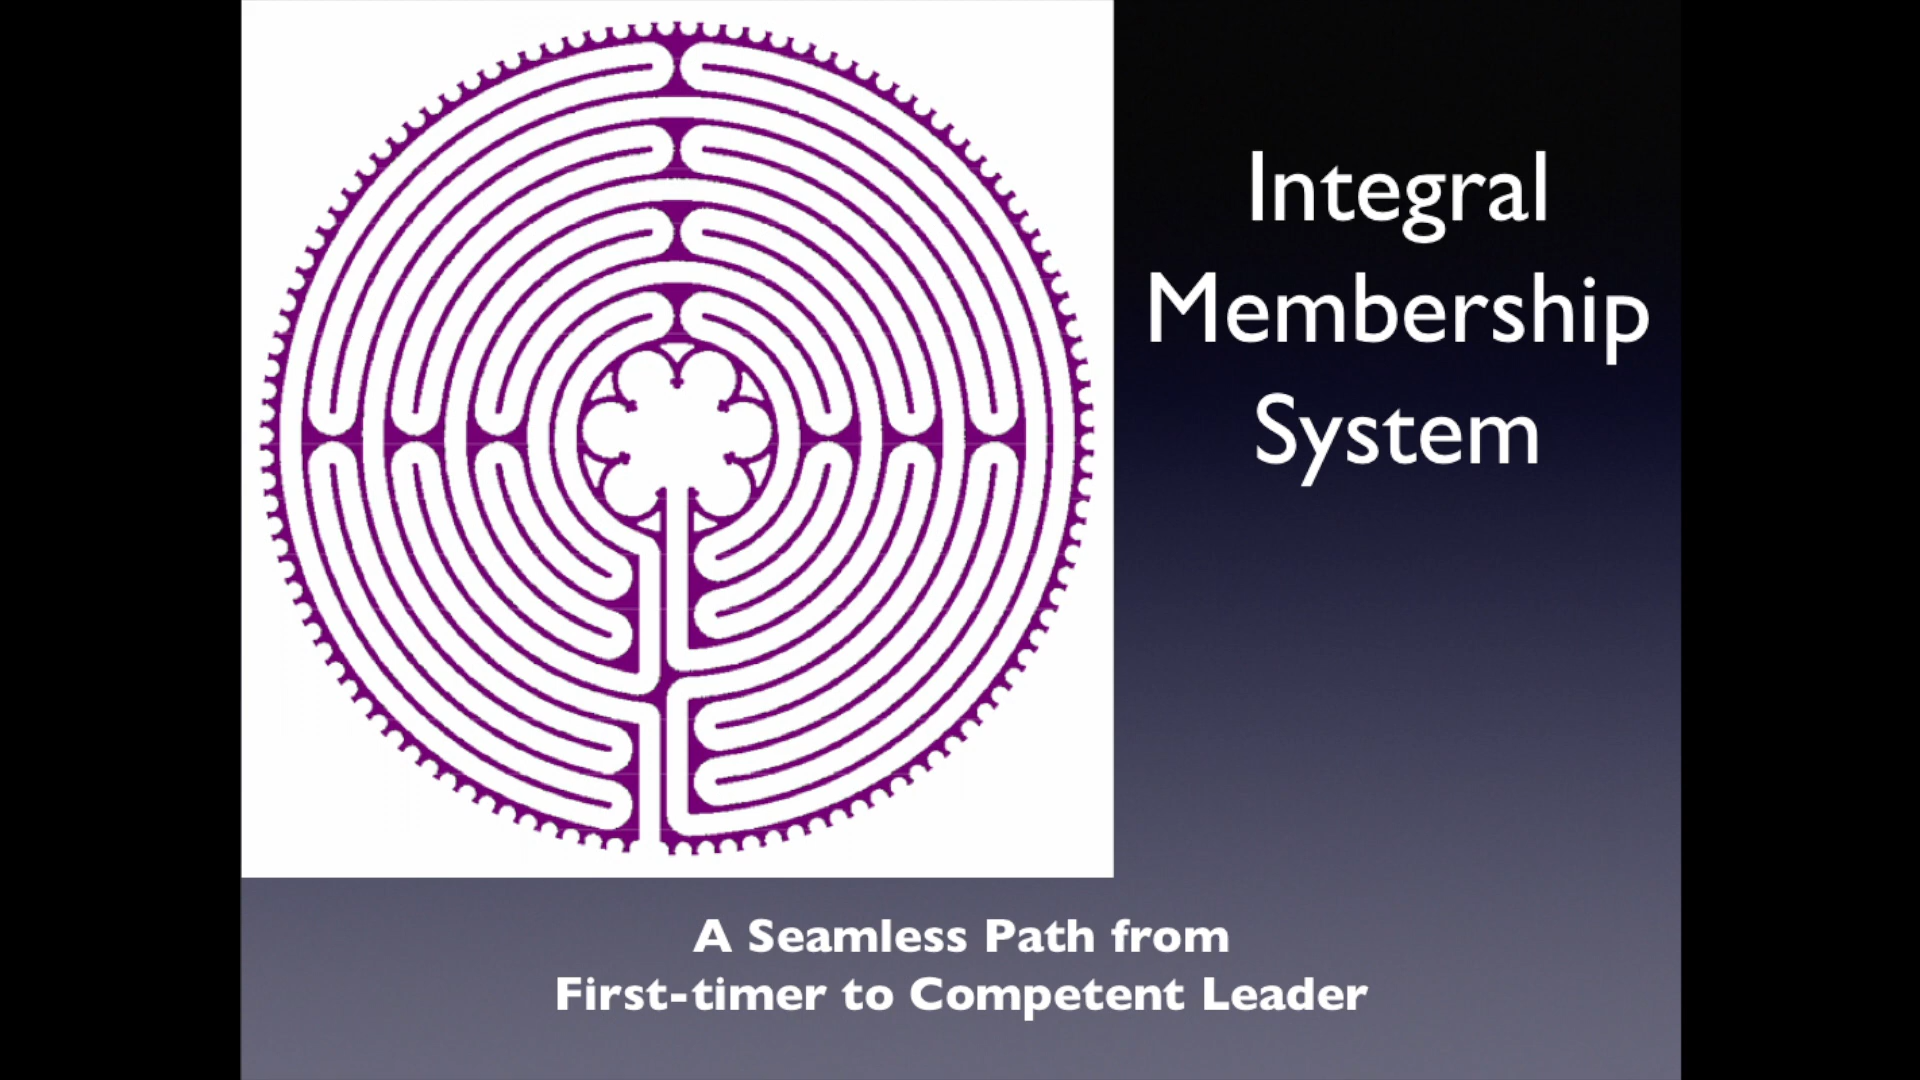 Integral
Membership
System
A Seamless Path from
First-timer to Competent Leader